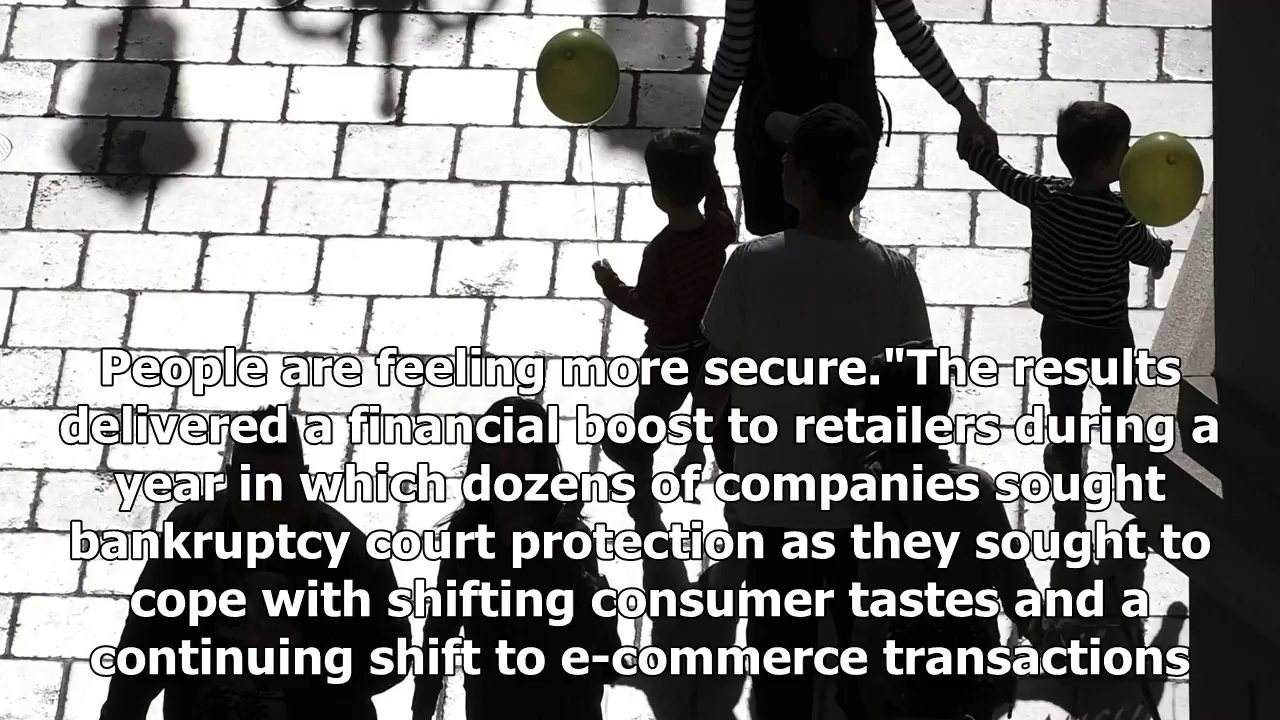 People are feeling more secure."The results
delivered a financial boost to retailers during a
year in which dozens of companies sought
bankruptcy court protection as they sought to
cope with shifting consumer tastes and a
continuing shift to e-commerce transactions